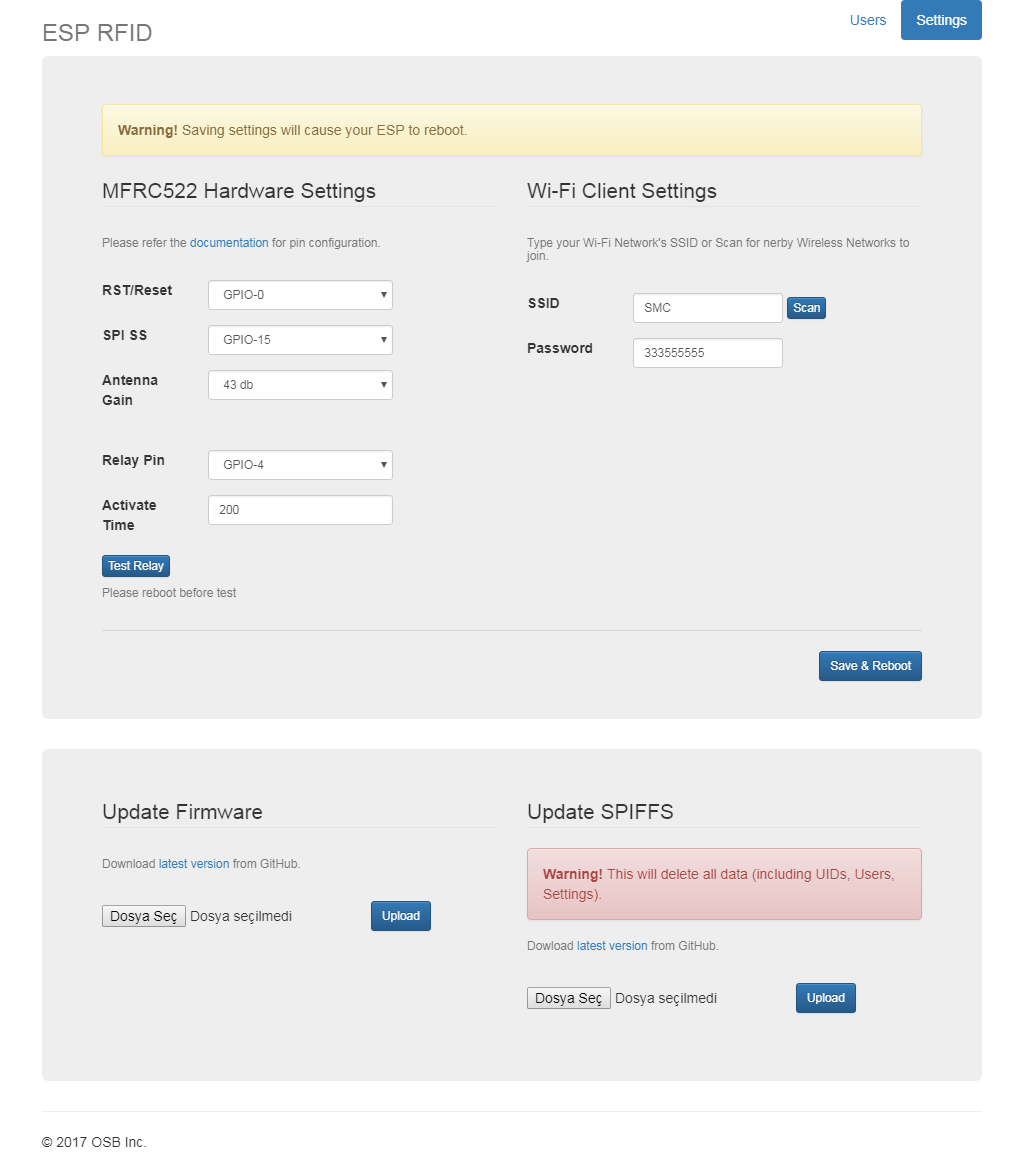 ESP RFID
Users
Settings
Warning! Saving settings will cause your ESP to reboot.
MFRC522 Hardware Settings
Please refer the documentation for pin configuration.
RST/Reset
GPIO-0
SPI SS
GPIO-15
Antenna
Gain
43 db
Relay Pin
GPIO-4
Activate
Time
200
Test Relay
Please reboot before test
Wi-Fi Client Settings
Type your Wi-Fi Network's SSID or Scan for nerby Wireless Networks to
join.
SSID
SMC
Scan
Password
333555555
Save & Reboot
Update Firmware
Download latest version from GitHub.
Dosya Seç Dosya seçilmedi
Upload
Update SPIFFS
Warning! This will delete all data (including UIDs, Users,
Settings).
Dowload latest version from GitHub.
Dosya Seç Dosya seçilmedi
Upload
© 2017 OSB Inc.